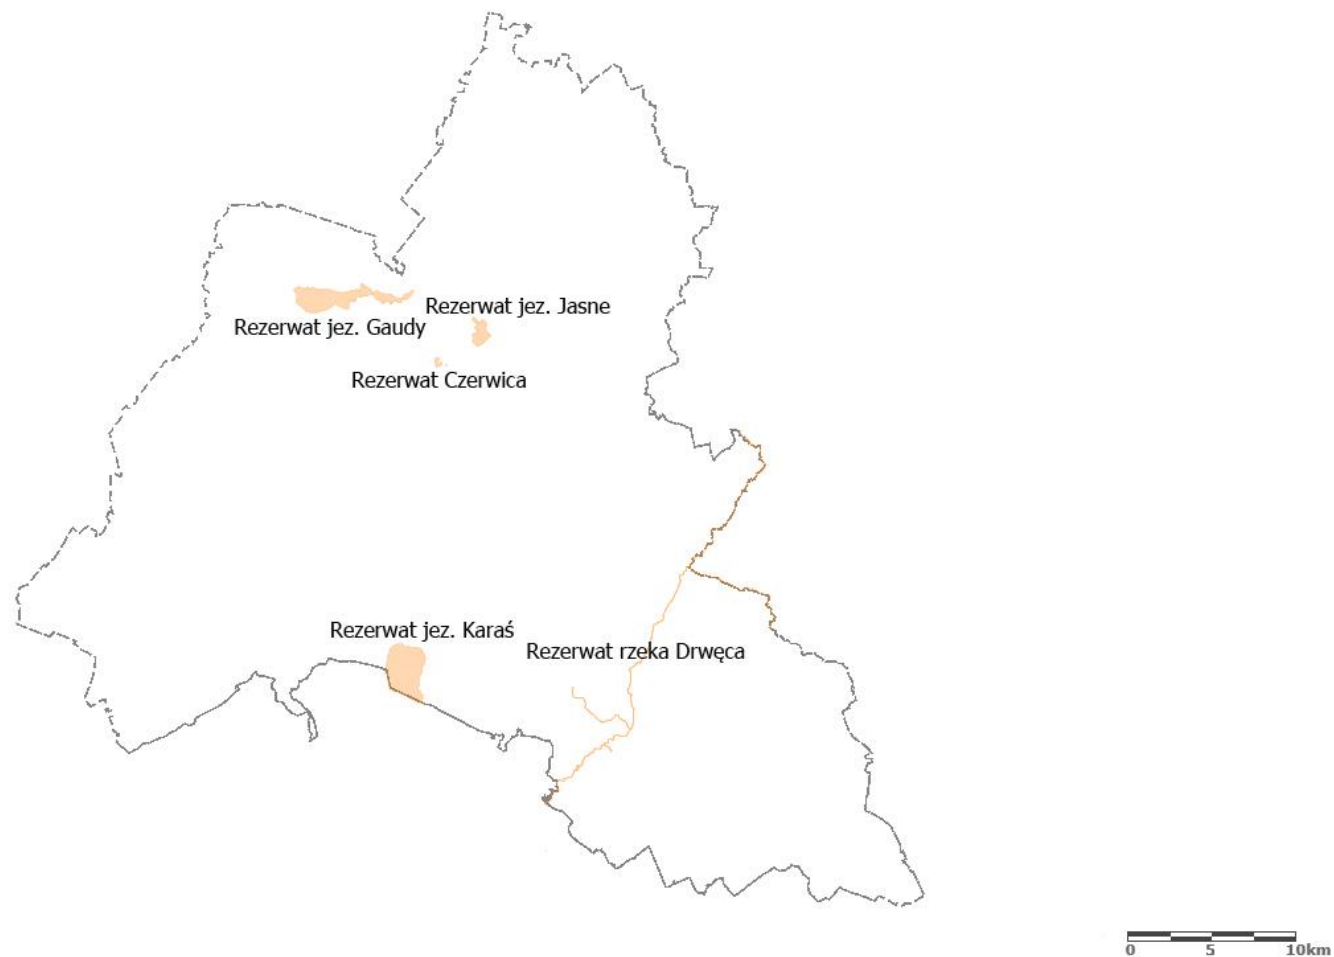 Rezerwat jez. Jasne
Rezerwat jez. Gaudy
Rezerwat Czerwica
Rezerwat jez. Karaś
Rezerwat rzeka Drwęca
0 5 10km